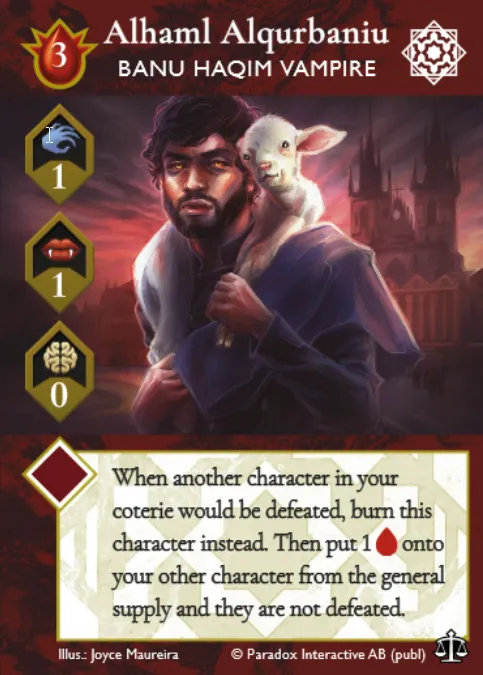 3
Alhaml Alqurbaniu
BANU HAQIM VAMPIRE
1
1
0
When another character in your
coterie would be defeated, burn this
character instead. Then put 1 onto
your other character from the general
supply and they are not defeated.
Illus.: Joyce Maureira © Paradox Interactive AB (publ)